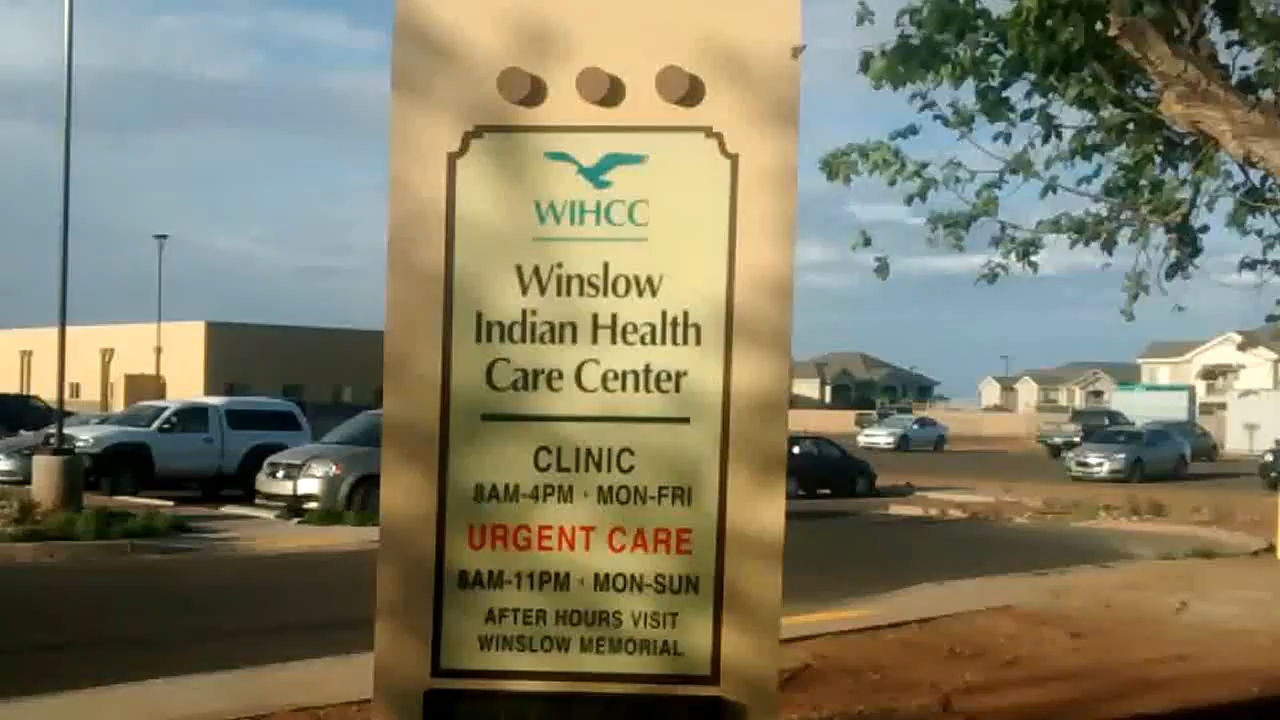 WIHCC
Winslow
Indian Health
Care Center
CLINIC
8AM-4PM · MON-FRI
URGENT CARE
8AM-11PM · MON-SUN
AFTER HOURS VISIT
WINSLOW MEMORIAL